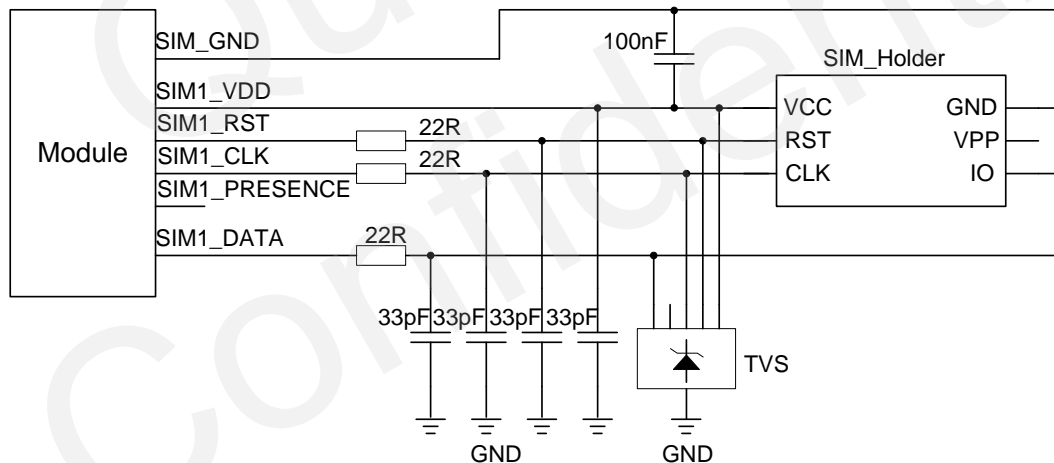 SIM_GND
100nF
SIM_Holder
SIM1_VDD
VCC GND
SIM1_RST
22R
RST VPP
Module
SIM1_CLK
22R
CLK IO
SIM1_PRESENCE
SIM1_DATA
22R
33pF 33pF 33pF 33pF
TVS
GND GND
Confident